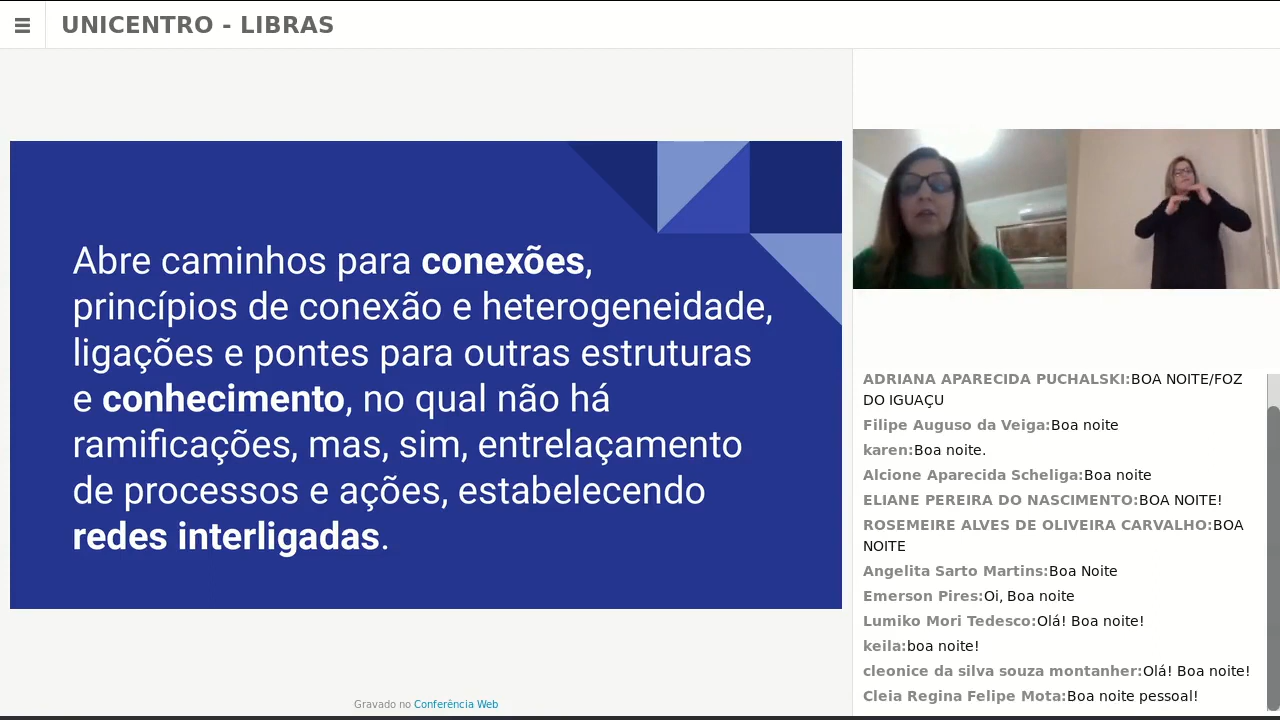 UNICENTRO - LIBRAS
Abre caminhos para conexões,
princípios de conexão e heterogeneidade,
ligações e pontes para outras estruturas
e conhecimento, no qual não há
ramificações, mas, sim, entrelaçamento
de processos e ações, estabelecendo
redes interligadas.
Gravado no Conferência Web
ADRIANA APARECIDA PUCHALSKI:BOA NOITE/FOZ
DO IGUAÇU
Filipe Auguso da Veiga:Boa noite
karen:Boa noite.
Alcione Aparecida Scheliga:Boa noite
ELIANE PEREIRA DO NASCIMENTO:BOA NOITE!
ROSEMEIRE ALVES DE OLIVEIRA CARVALHO:BOA
NOITE
Angelita Sarto Martins:Boa Noite
Emerson Pires:Oi, Boa noite
Lumiko Mori Tedesco:Olá! Boa noite!
keila:boa noite!
cleonice da silva souza montanher:Olá! Boa noite!
Cleia Regina Felipe Mota:Boa noite pessoal!